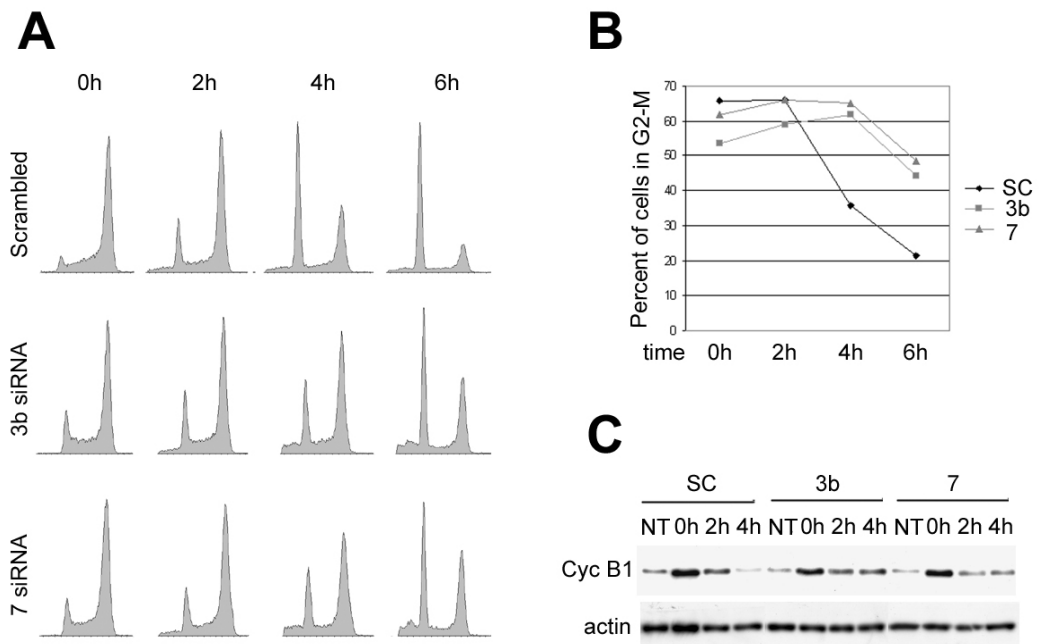 A
0h 2h 4h 6h
Scrambled
3b siRNA
7 siRNA
B
Percent of cells in G2-M
70
60
50
40
30
20
10
0
time 0h 2h 4h 6h
SC
3b
7
C
SC 3b 7
NT 0h 2h 4h NT 0h 2h 4h NT 0h 2h 4h
Cyc B1
actin